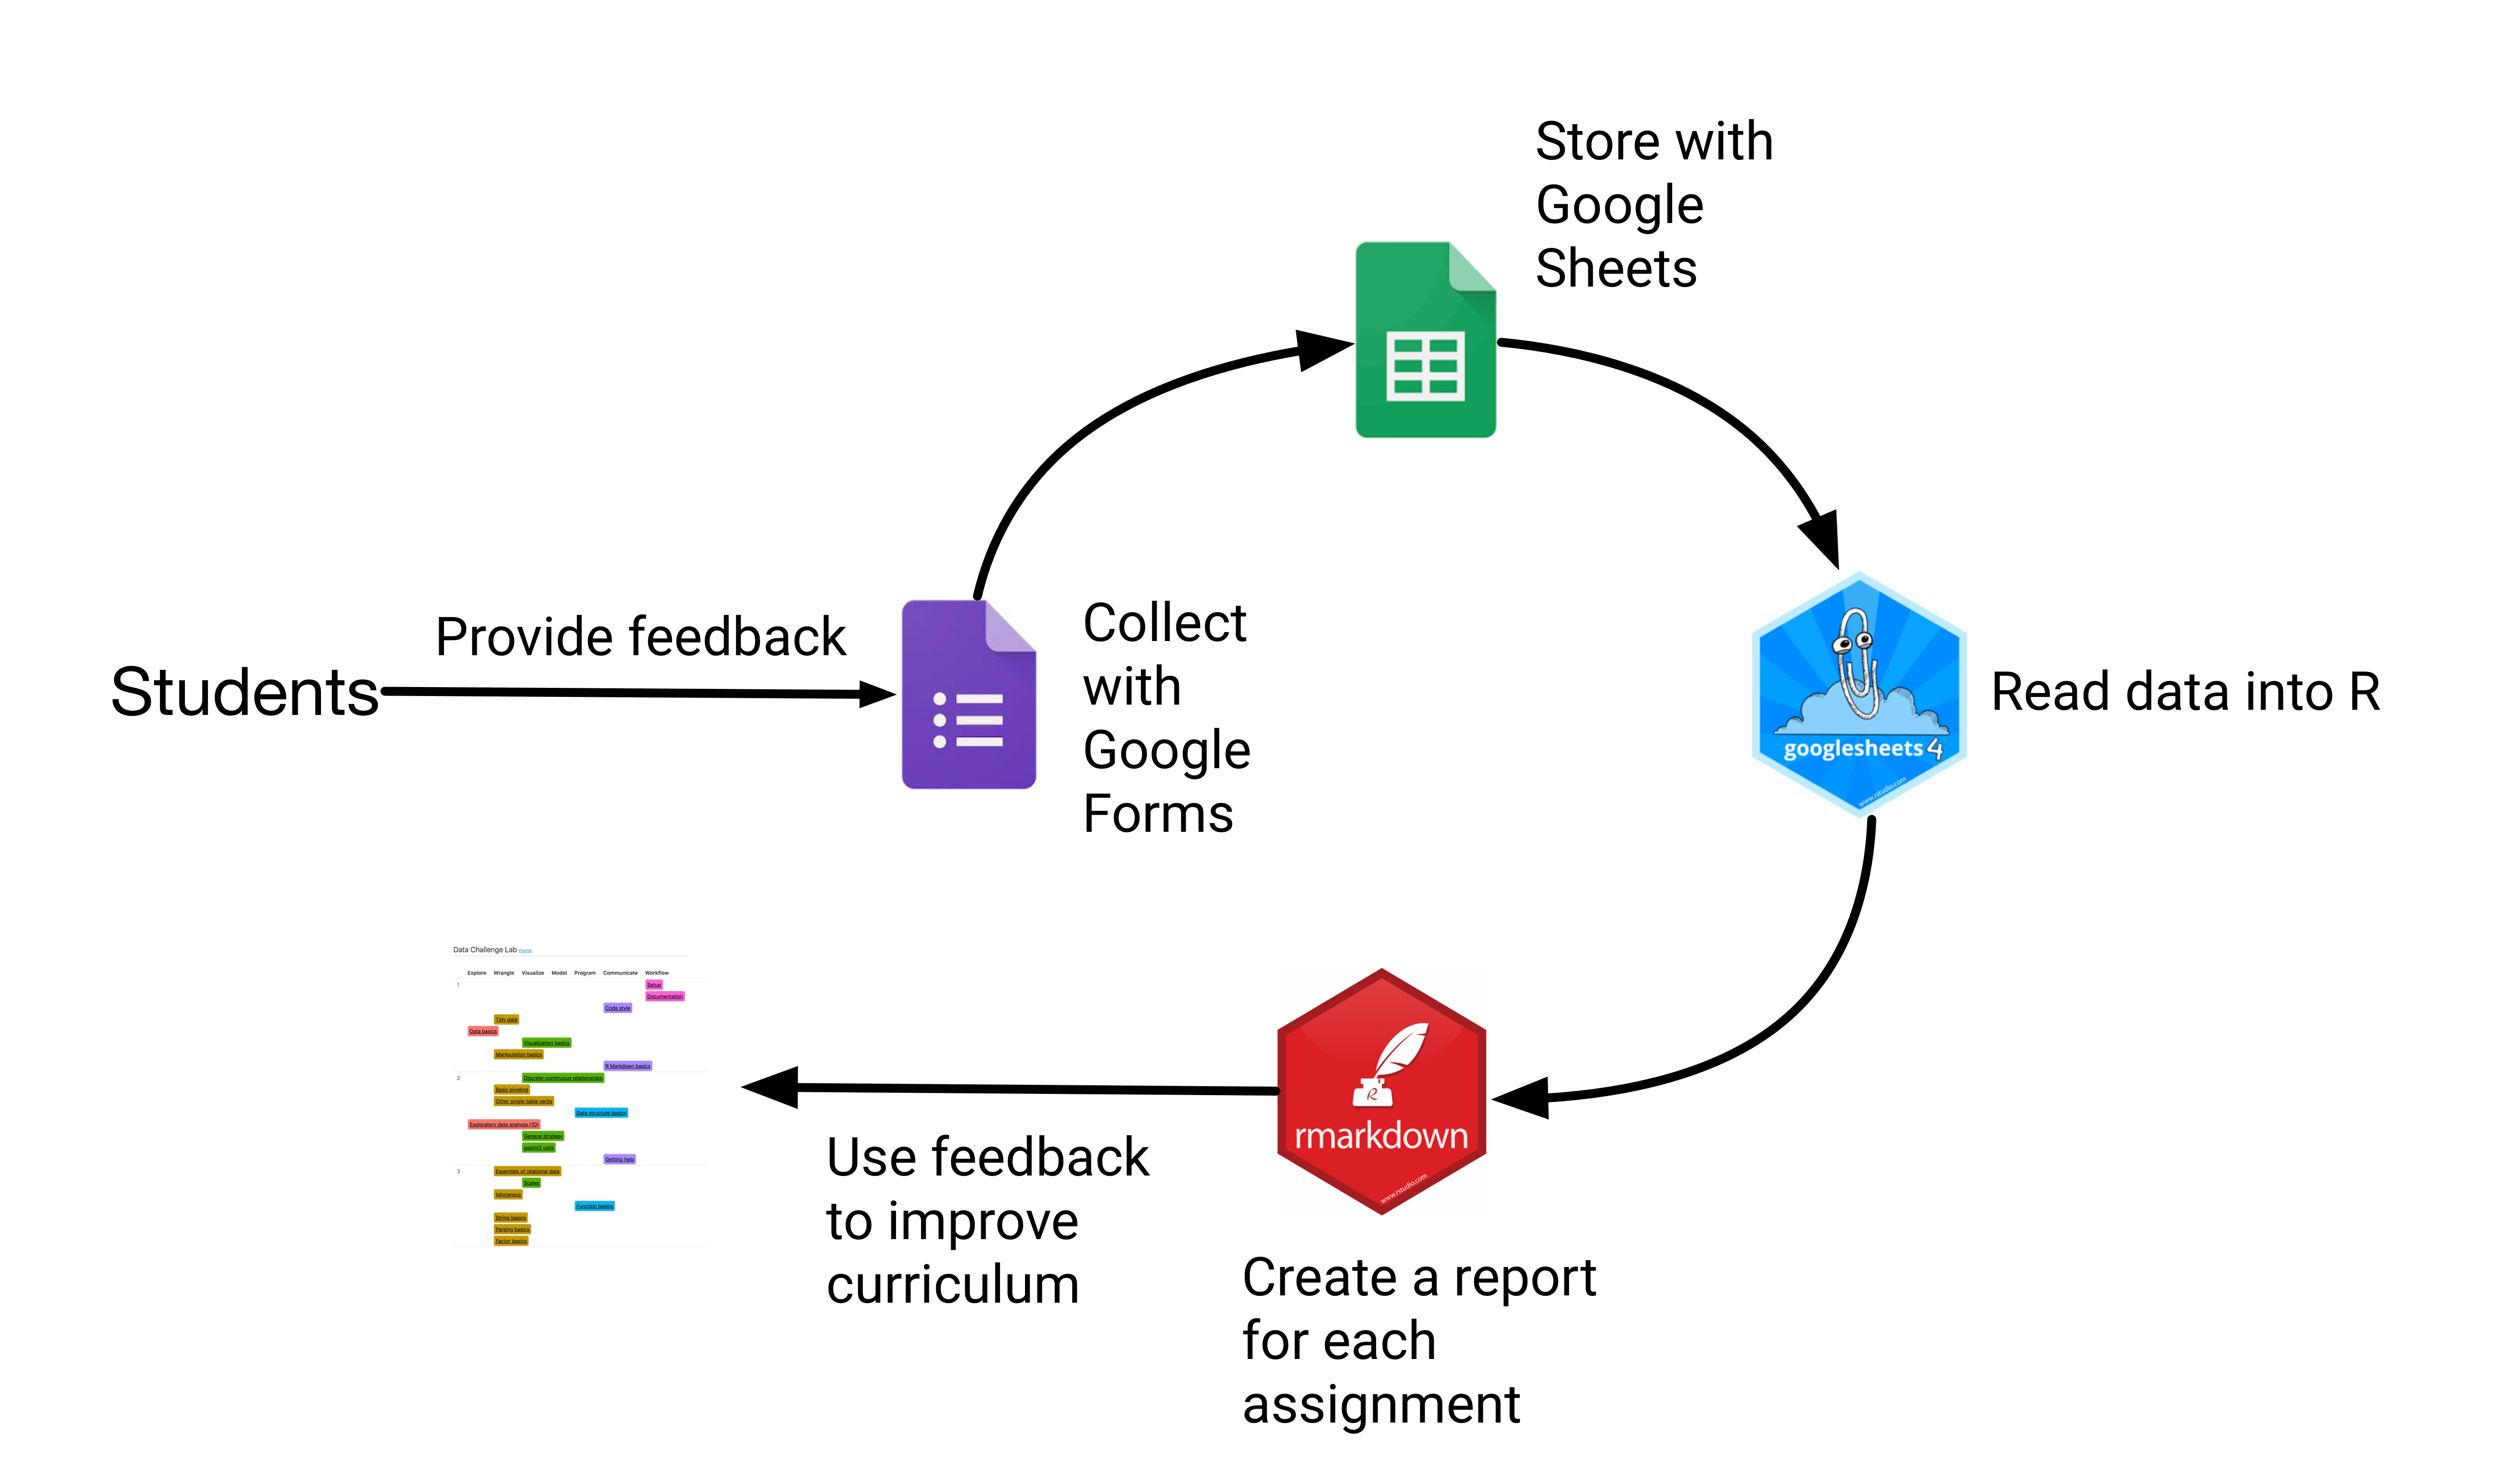 Store with
Google
Sheets
Provide feedback
Students
Collect
with
Google
Forms
googlesheets4
www.rstudio.com
Read data into R
Data Challenge Lab Home
Explore Wrangle Visualize Model Program Communicate Workflow
1
Setup
Documentation
Code style
Tidy data
Data basics
Visualization basics
Manipulation basics
R Markdown basics
2
Discrete-continuous relationships
Basic pivoting
Other single-table verbs
Data structure basics
Exploratory data analysis (1D)
General strategy
ggplot2 calls
Getting help
3
Essentials of relational data
Scales
tidycensus
Function basics
String basics
Parsing basics
Factor basics
Use feedback
to improve
curriculum
R
rmarkdown
www.rstudio.com
Create a report
for each
assignment